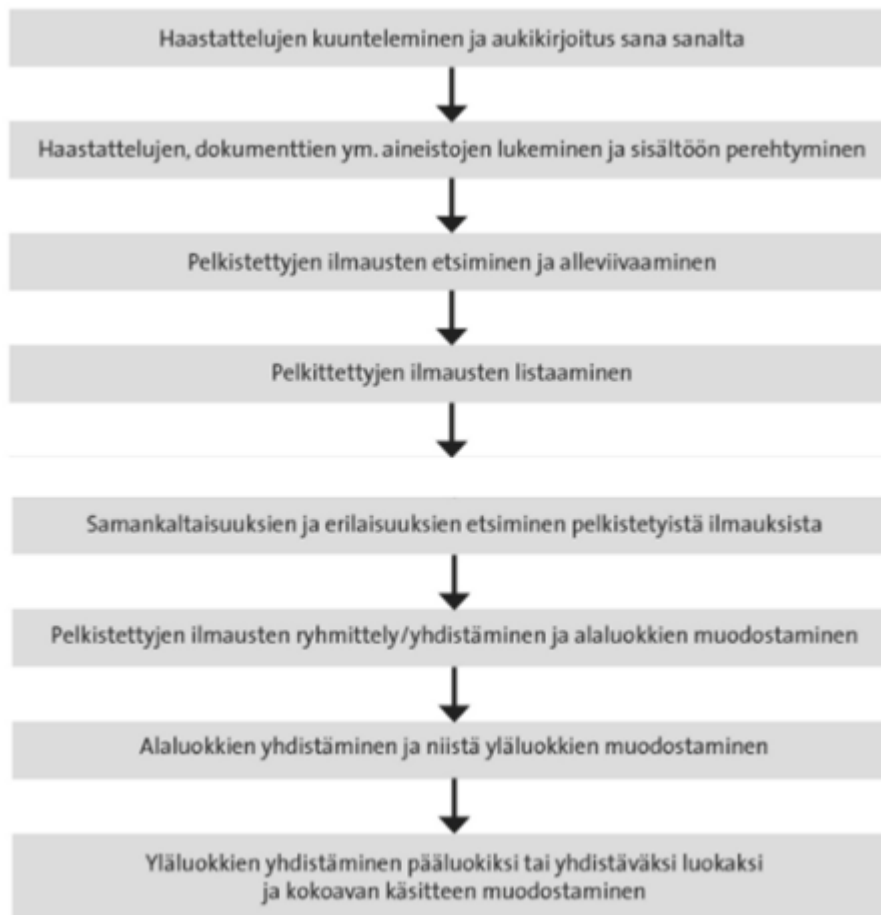 Haastattelujen kuunteleminen ja aukikirjoitus sana sanalta
Haastattelujen, dokumenttien ym. aineistojen lukeminen ja sisältöön perehtyminen
Pelkistettyjen ilmausten etsiminen ja alleviivaaminen
Pelkittettyjen ilmausten listaaminen
Samankaltaisuuksien ja erilaisuuksien etsiminen pelkistetyistä ilmauksista
Pelkistettyjen ilmausten ryhmittely/yhdistäminen ja alaluokkien muodostaminen
Alaluokkien yhdistäminen ja niistä yläluokkien muodostaminen
Yläluokkien yhdistäminen pääluokiksi tai yhdistäväksi luokaksi
ja kokoavan käsitteen muodostaminen